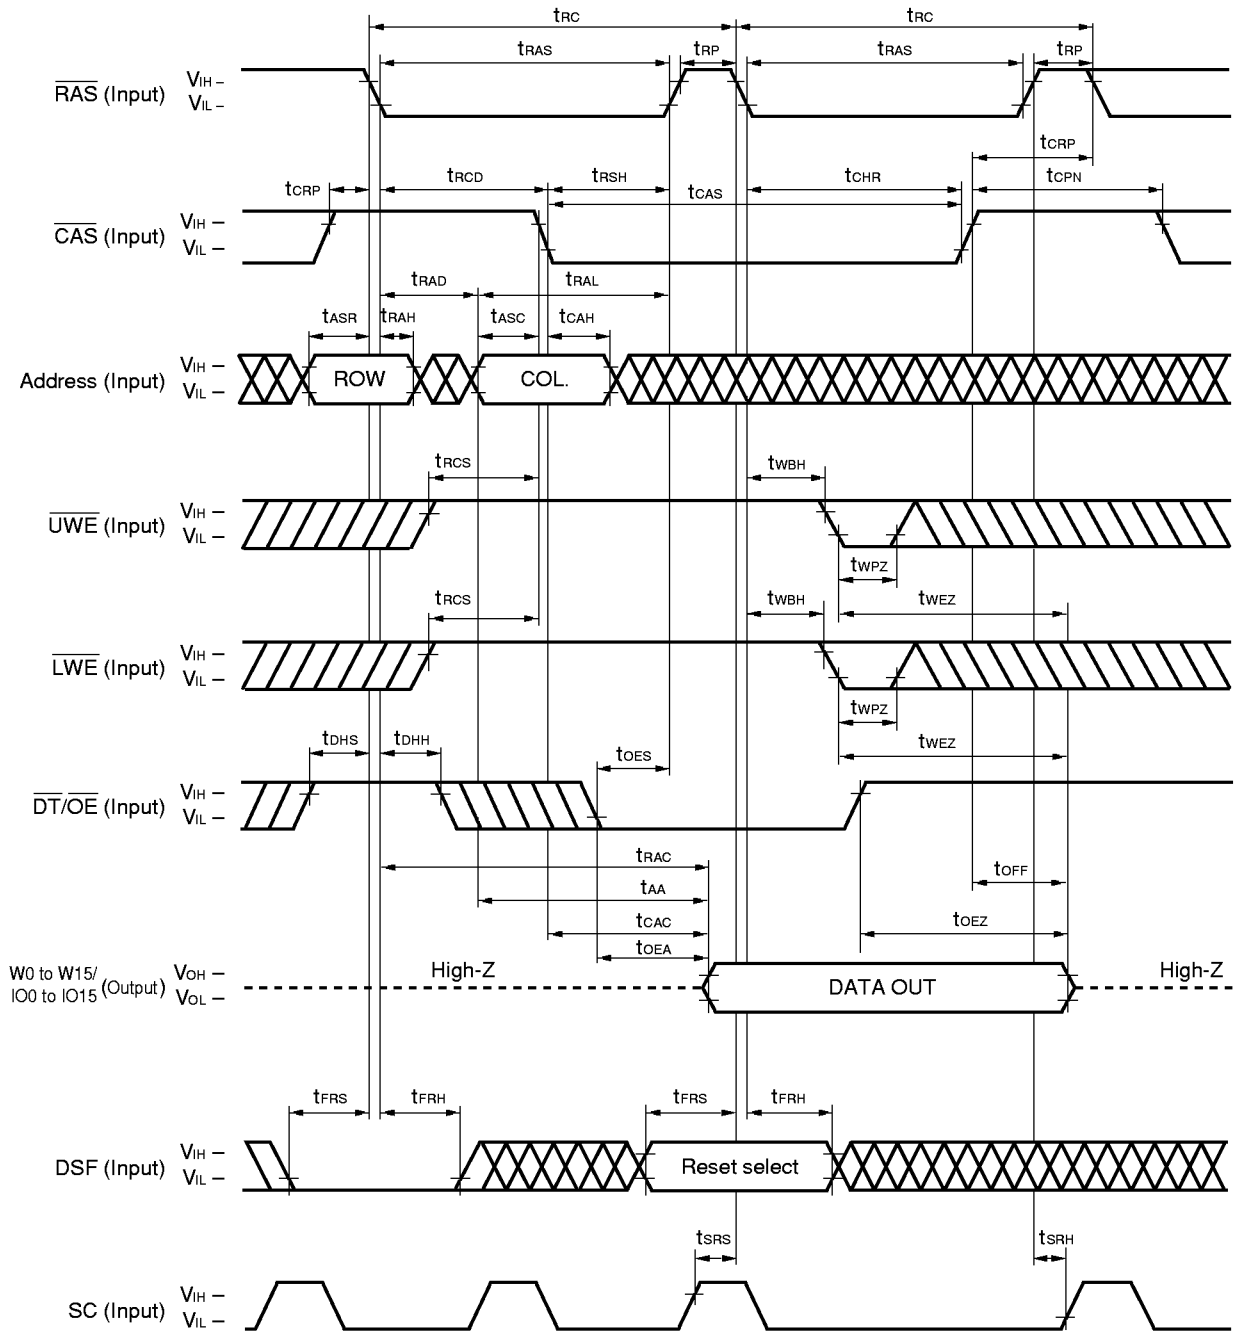 tRC tRC
tRAS tRP tRAS tRP
RAS (Input) VIH –
VIL –
tCRP
tCRP tRCD tRSH tCHR tCPN
tCAS
CAS (Input) VIH –
VIL –
tRAD tRAL
tASR tRAH tASC tCAH
Address (Input) VIH –
VIL –
ROW COL.
tRCS tWBH
UWE (Input) VIH –
VIL –
tWPZ
tRCS tWBH tWEZ
LWE (Input) VIH –
VIL –
tWPZ
tDHS tDHH tOES tWEZ
DT/OE (Input) VIH –
VIL –
tRAC
tOFF
tAA
tCAC
tOEZ
tOEA
W0 to W15/
IO0 to IO15 (Output) VOH –
VOL –
High-Z DATA OUT High-Z
tFRS tFRH tFRS tFRH
DSF (Input) VIH –
VIL –
Reset select
tSRS tSRH
SC (Input) VIH –
VIL –